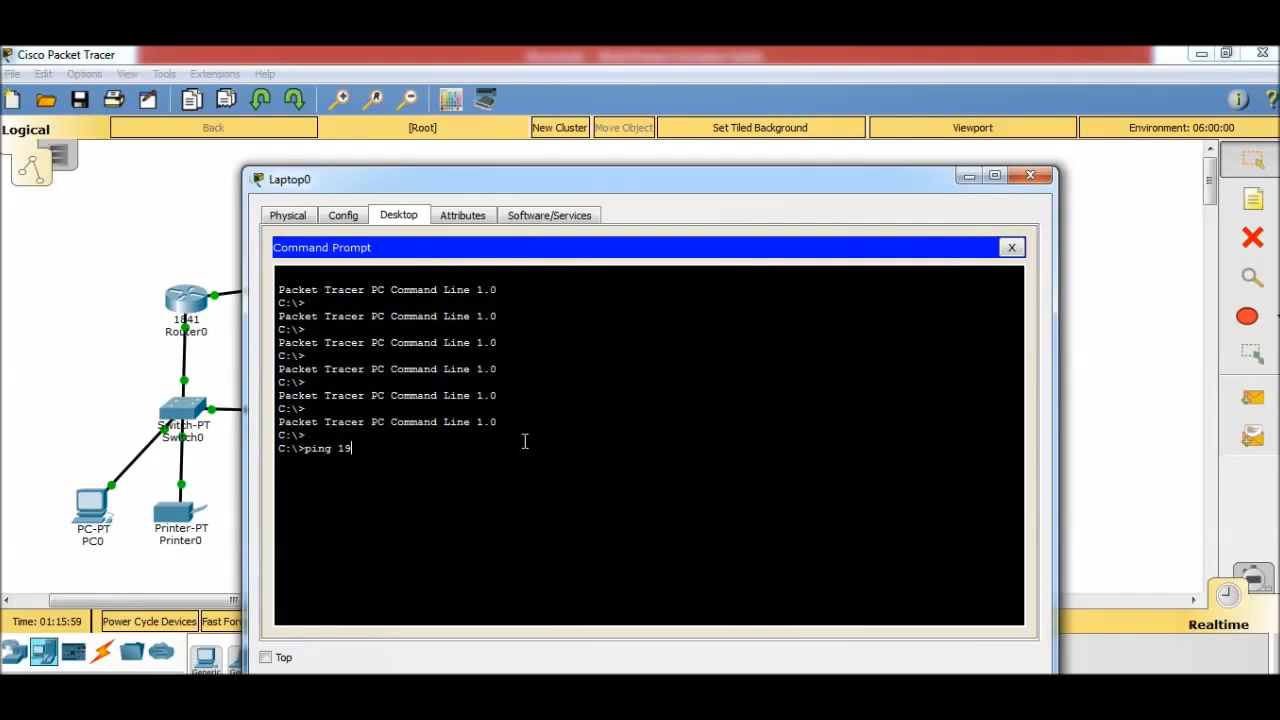 Cisco Packet Tracer
File Edit Options View Tools Extensions Help
Logical Back [Root] New Cluster Move Object Set Tiled Background Viewport Environment: 06:00:00
Laptop0
Physical Config Desktop Attributes Software/Services
Command Prompt X
Packet Tracer PC Command Line 1.0
C:\>
Packet Tracer PC Command Line 1.0
C:\>
Packet Tracer PC Command Line 1.0
C:\>
Packet Tracer PC Command Line 1.0
C:\>
Packet Tracer PC Command Line 1.0
C:\>
Packet Tracer PC Command Line 1.0
C:\>
C:\>ping 19
1841
Router0
Switch-PT
Switch0
PC-PT
PC0
Printer-PT
Printer0
Time: 01:15:59 Power Cycle Devices Fast For
Realtime
Top